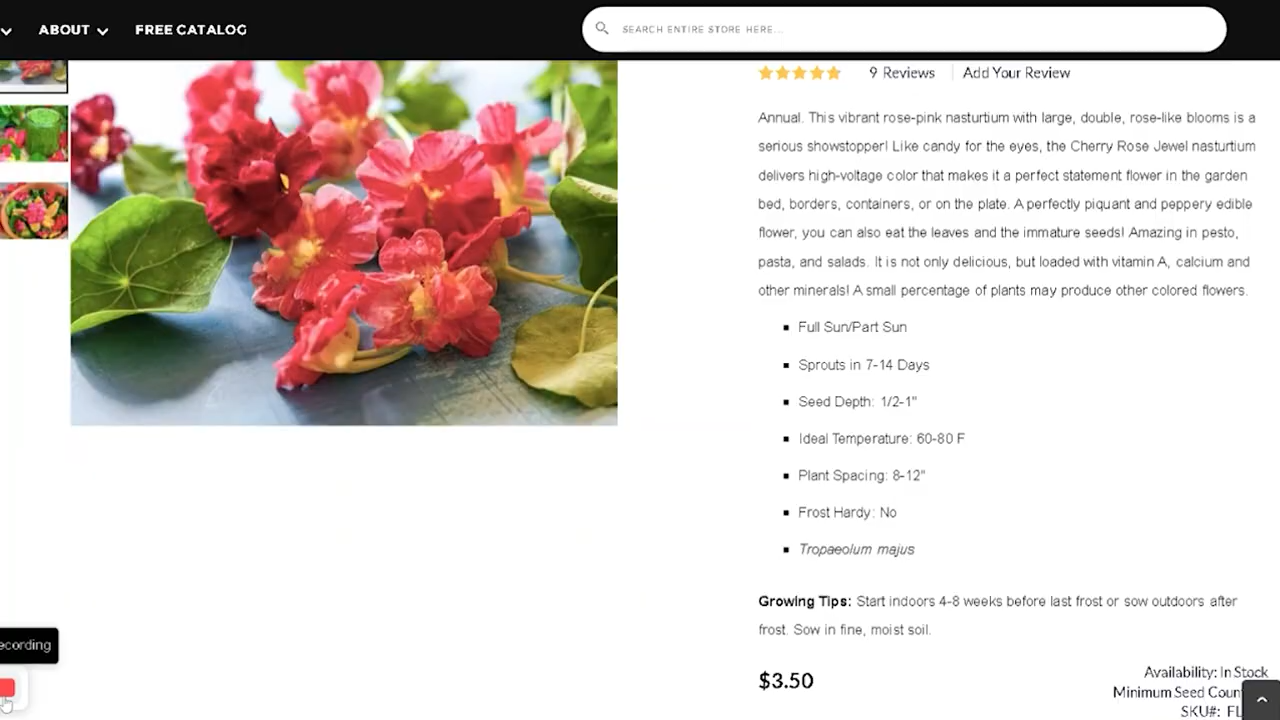 ABOUT
FREE CATALOG
SEARCH ENTIRE STORE HERE...
9 Reviews
Add Your Review
Annual. This vibrant rose-pink nasturtium with large, double, rose-like blooms is a
serious showstopper! Like candy for the eyes, the Cherry Rose Jewel nasturtium
delivers high-voltage color that makes it a perfect statement flower in the garden
bed, borders, containers, or on the plate. A perfectly piquant and peppery edible
flower, you can also eat the leaves and the immature seeds! Amazing in pesto,
pasta, and salads. It is not only delicious, but loaded with vitamin A, calcium and
other minerals! A small percentage of plants may produce other colored flowers.
Full Sun/Part Sun
Sprouts in 7-14 Days
Seed Depth: 1/2-1"
Ideal Temperature: 60-80 F
Plant Spacing: 8-12"
Frost Hardy: No
Tropaeolum majus
Growing Tips: Start indoors 4-8 weeks before last frost or sow outdoors after
frost. Sow in fine, moist soil.
ecording
$3.50
Availability: In Stock
Minimum Seed Coun
SKU#: FL